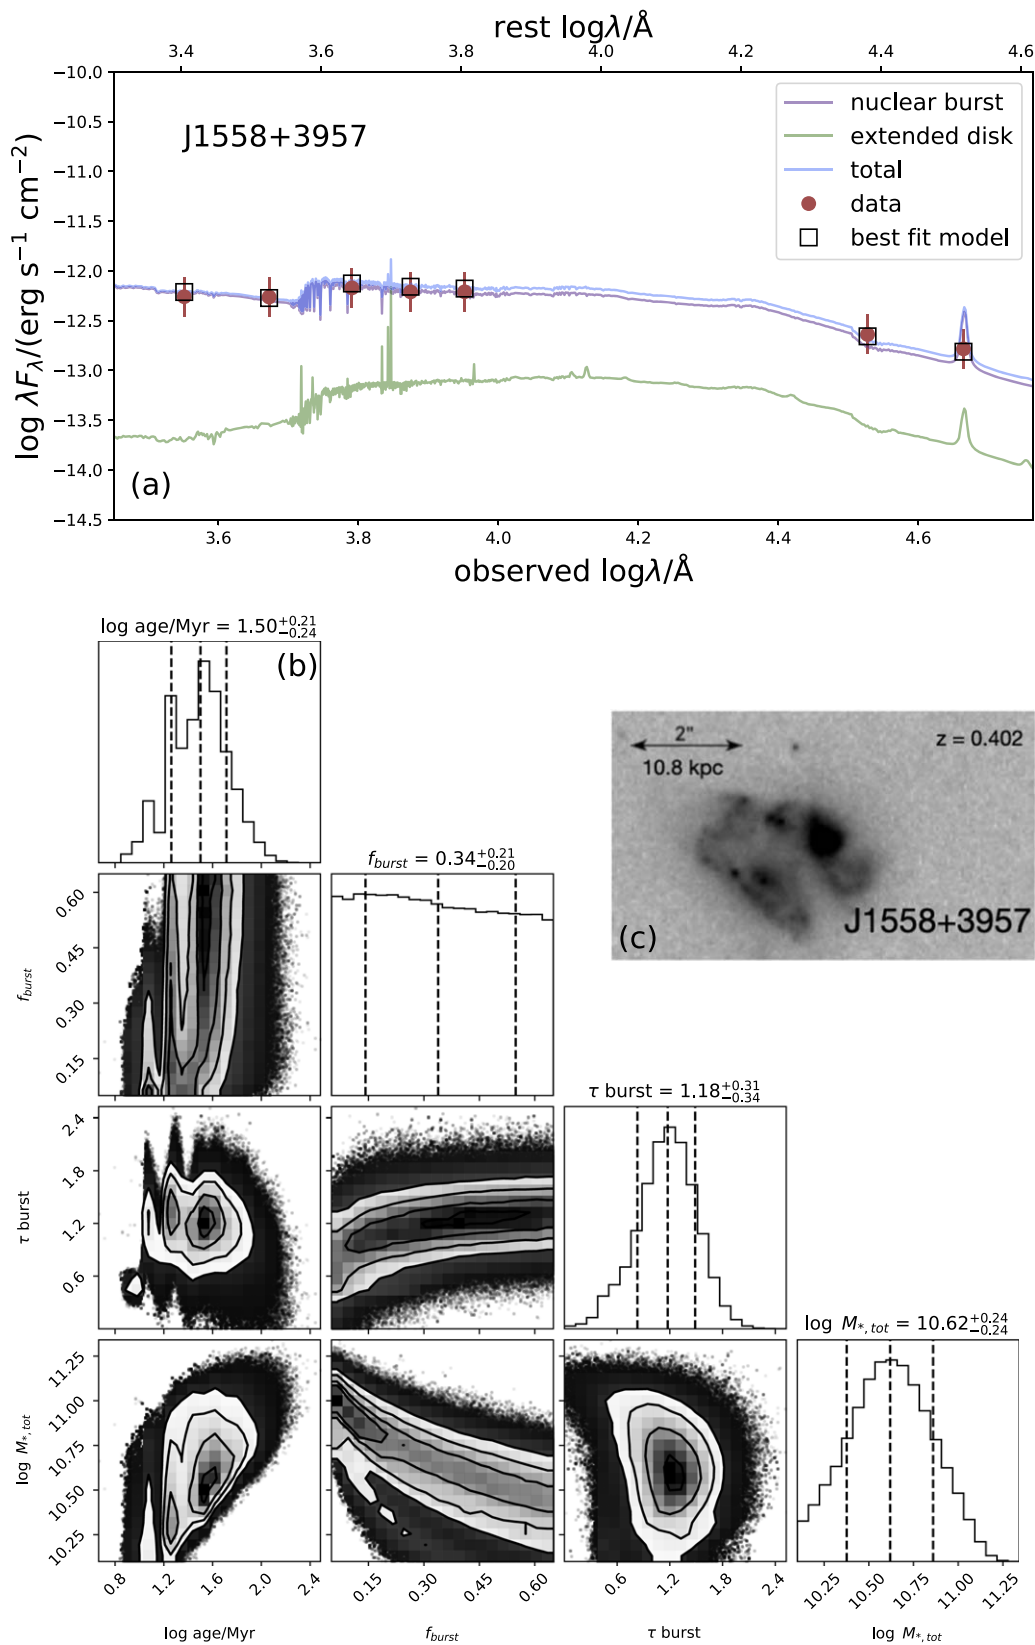 rest logλ/Å
3.4 3.6 3.8 4.0 4.2 4.4 4.6
−10.0
−10.5
−11.0
−11.5
−12.0
−12.5
−13.0
−13.5
−14.0
−14.5
log λFλ/(erg s⁻¹ cm⁻²)
J1558+3957
nuclear burst
extended disk
total
data
best fit model
(a)
3.6 3.8 4.0 4.2 4.4 4.6
observed logλ/Å
log age/Myr = 1.50+0.21−0.24
(b)
2"
10.8 kpc
z = 0.402
J1558+3957
(c)
fburst = 0.34+0.21−0.20
0.60
0.45
0.30
0.15
fburst
τ burst = 1.18+0.31−0.34
2.4
1.8
1.2
0.6
τ burst
log M*,tot = 10.62+0.24−0.24
11.25
11.00
10.75
10.50
10.25
log M*,tot
0.8 1.2 1.6 2.0 2.4
0.15 0.30 0.45 0.60
0.6 1.2 1.8 2.4
10.25 10.50 10.75 11.00 11.25
log age/Myr
fburst
τ burst
log M*,tot